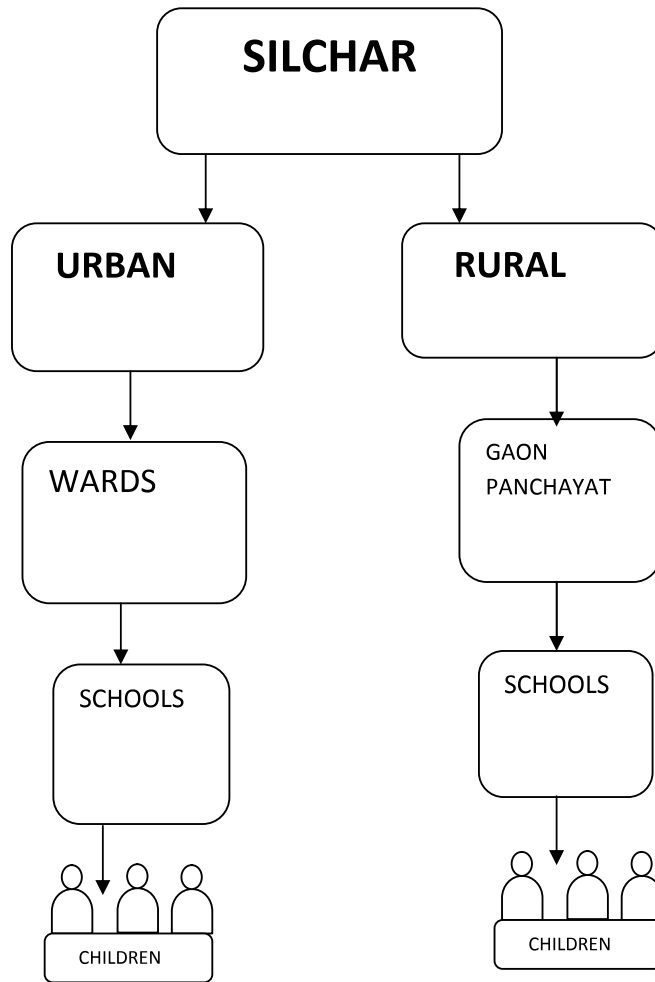 SILCHAR
URBAN
RURAL
WARDS
GAON
PANCHAYAT
SCHOOLS
SCHOOLS
CHILDREN
CHILDREN